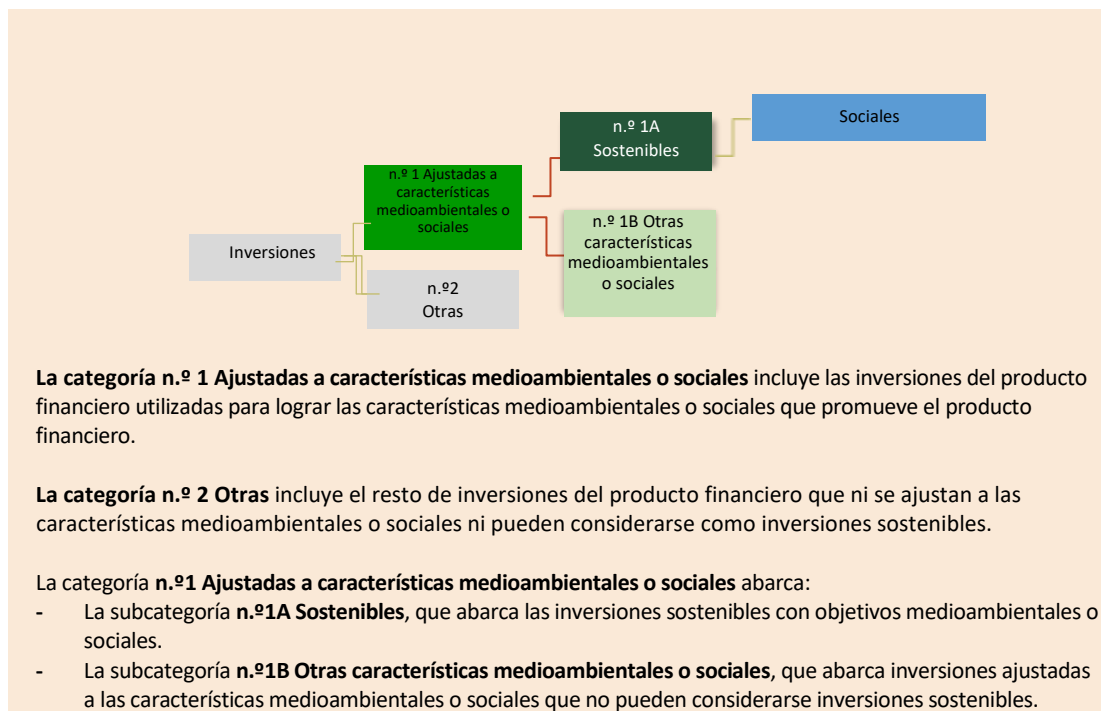 Sociales
n.º 1A
Sostenibles
n.º 1 Ajustadas a
características
medioambientales o
sociales
n.º 1B Otras
características
medioambientales
o sociales
Inversiones
n.º2
Otras
La categoría n.º 1 Ajustadas a características medioambientales o sociales incluye las inversiones del producto
financiero utilizadas para lograr las características medioambientales o sociales que promueve el producto
financiero.
La categoría n.º 2 Otras incluye el resto de inversiones del producto financiero que ni se ajustan a las
características medioambientales o sociales ni pueden considerarse como inversiones sostenibles.
La categoría n.º1 Ajustadas a características medioambientales o sociales abarca:
- La subcategoría n.º1A Sostenibles, que abarca las inversiones sostenibles con objetivos medioambientales o
sociales.
- La subcategoría n.º1B Otras características medioambientales o sociales, que abarca inversiones ajustadas
a las características medioambientales o sociales que no pueden considerarse inversiones sostenibles.